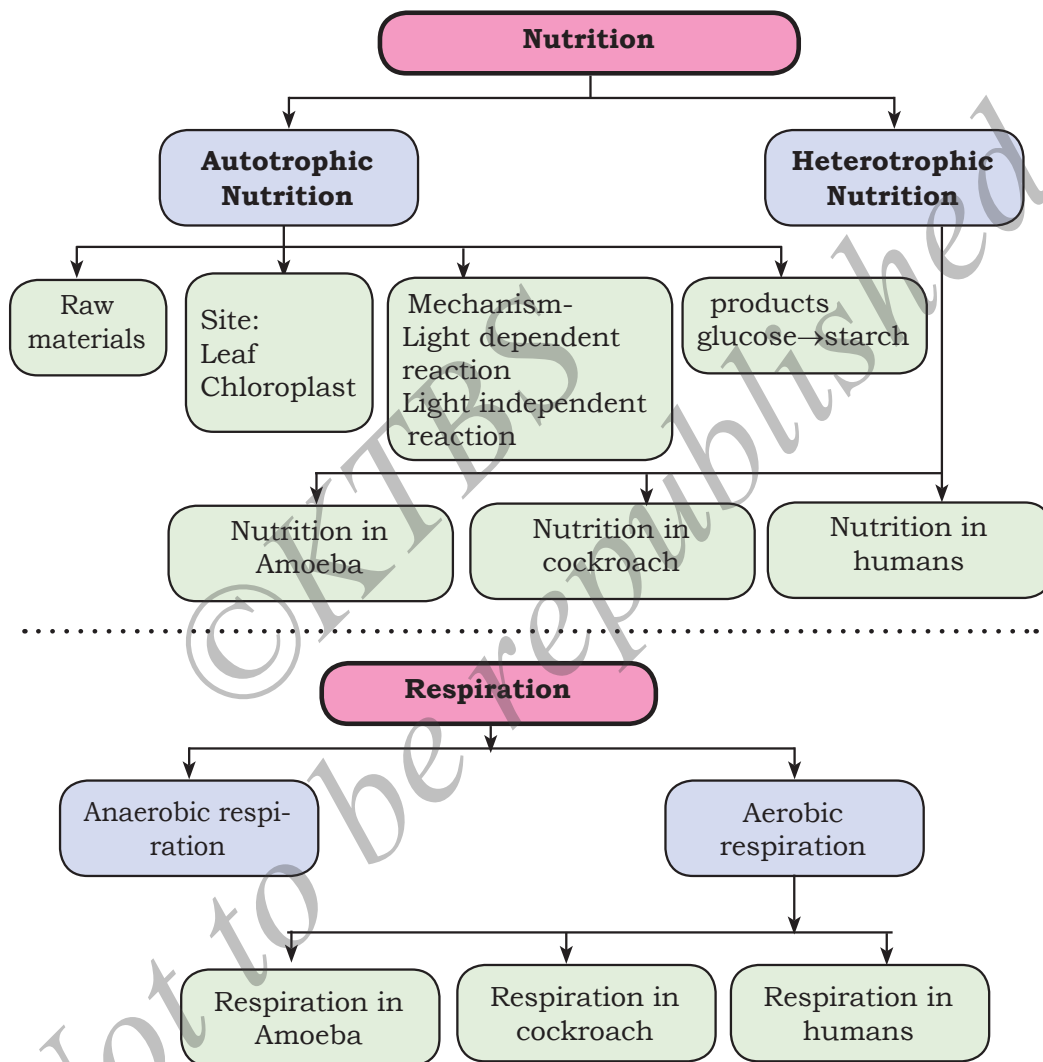 Nutrition
Autotrophic
Nutrition
Heterotrophic
Nutrition
Raw
materials
Site:
Leaf
Chloroplast
Mechanism-
Light dependent
reaction
Light independent
reaction
products
glucose→starch
Nutrition in
Amoeba
Nutrition in
cockroach
Nutrition in
humans
Respiration
Anaerobic respi-
ration
Aerobic
respiration
Respiration in
Amoeba
Respiration in
cockroach
Respiration in
humans
©KTBS
Not to be republished